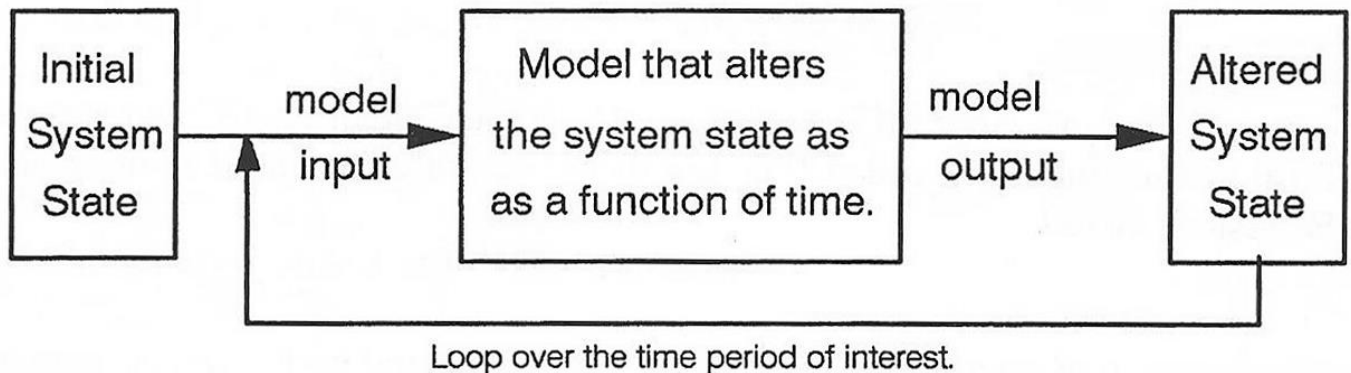 Initial
System
State
model
input
Model that alters
the system state as
as a function of time.
model
output
Altered
System
State
Loop over the time period of interest.